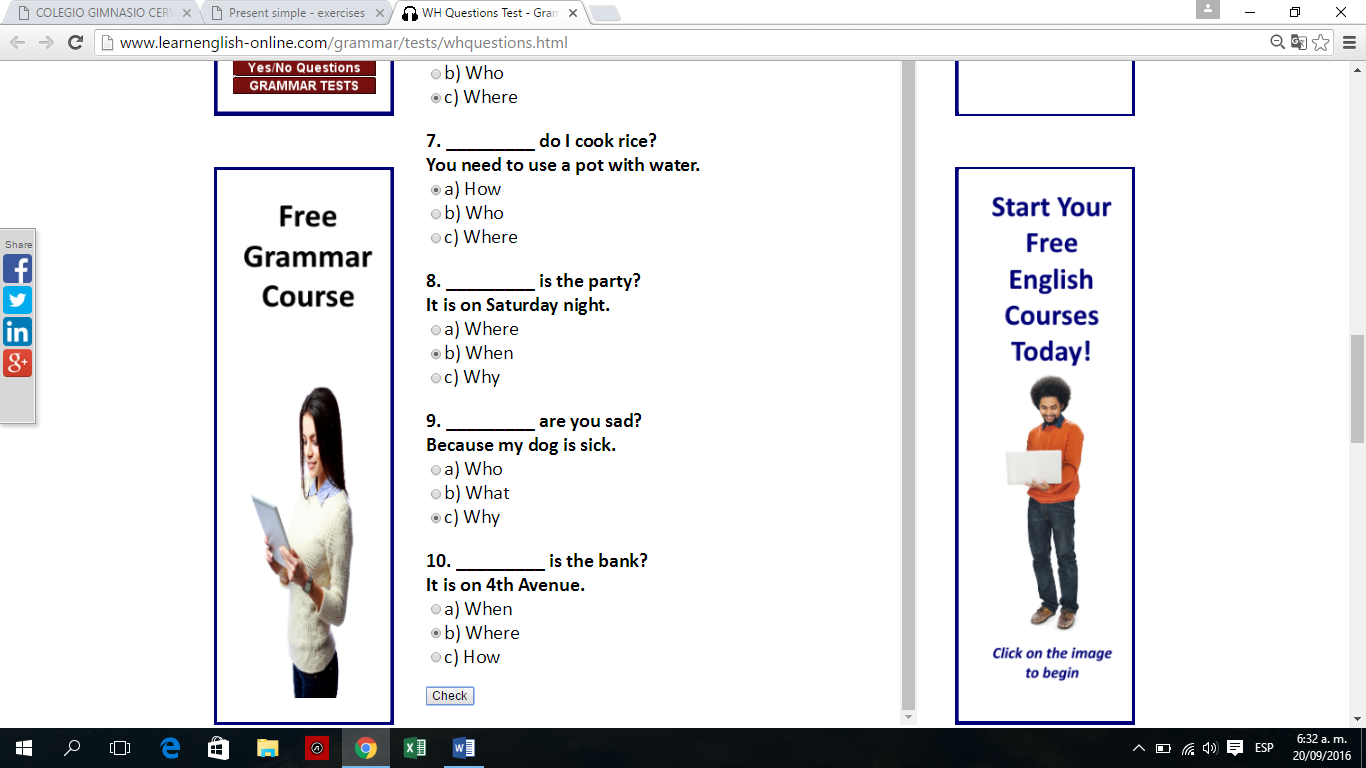 COLEGIO GIMNASIO CER
Present simple - exercises
WH Questions Test - Gram
www.learnenglish-online.com/grammar/tests/whquestions.html
Yes/No Questions
GRAMMAR TESTS
b) Who
c) Where
7. _________ do I cook rice?
You need to use a pot with water.
a) How
b) Who
c) Where
8. _________ is the party?
It is on Saturday night.
a) Where
b) When
c) Why
9. _________ are you sad?
Because my dog is sick.
a) Who
b) What
c) Why
10. _________ is the bank?
It is on 4th Avenue.
a) When
b) Where
c) How
Check
Share
Free
Grammar
Course
Start Your
Free
English
Courses
Today!
Click on the image
to begin
ESP
6:32 a. m.
20/09/2016